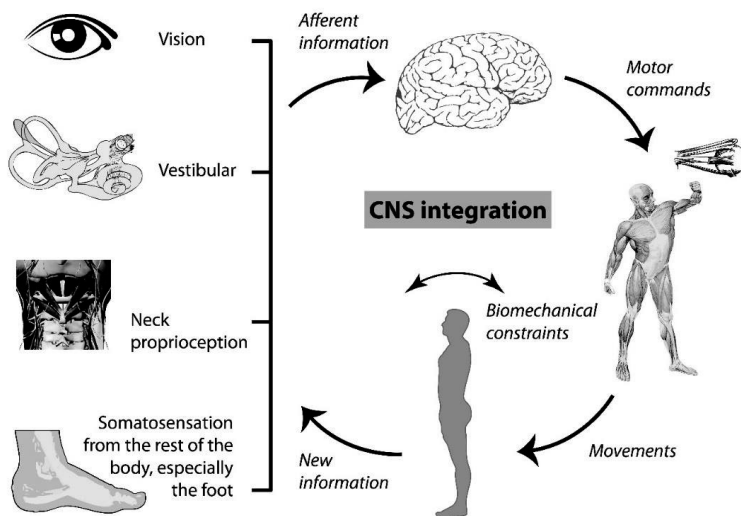 Vision
Vestibular
Neck
proprioception
Somatosensation
from the rest of the
body, especially
the foot
Afferent
information
Motor
commands
CNS integration
Biomechanical
constraints
Movements
New
information